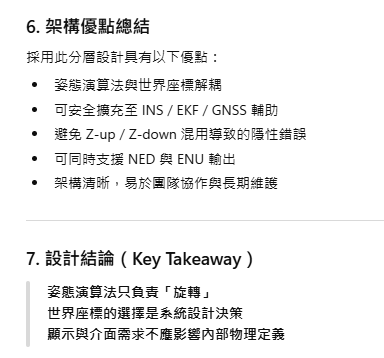 6. 架構優點總結
採用此分層設計具有以下優點：
• 姿態演算法與世界座標解耦
• 可安全擴充至 INS / EKF / GNSS 輔助
• 避免 Z-up / Z-down 混用導致的隱性錯誤
• 可同時支援 NED 與 ENU 輸出
• 架構清晰，易於團隊協作與長期維護
7. 設計結論（Key Takeaway）
姿態演算法只負責「旋轉」
世界座標的選擇是系統設計決策
顯示與介面需求不應影響內部物理定義